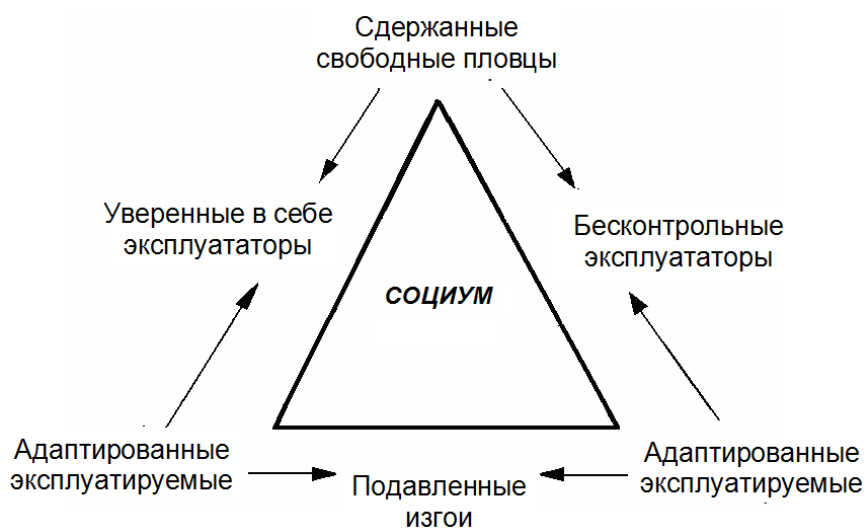 Сдержанные
свободные пловцы
Уверенные в себе
эксплуататоры
Бесконтрольные
эксплуататоры
СОЦИУМ
Адаптированные
эксплуатируемые
Подавленные
изгои
Адаптированные
эксплуатируемые